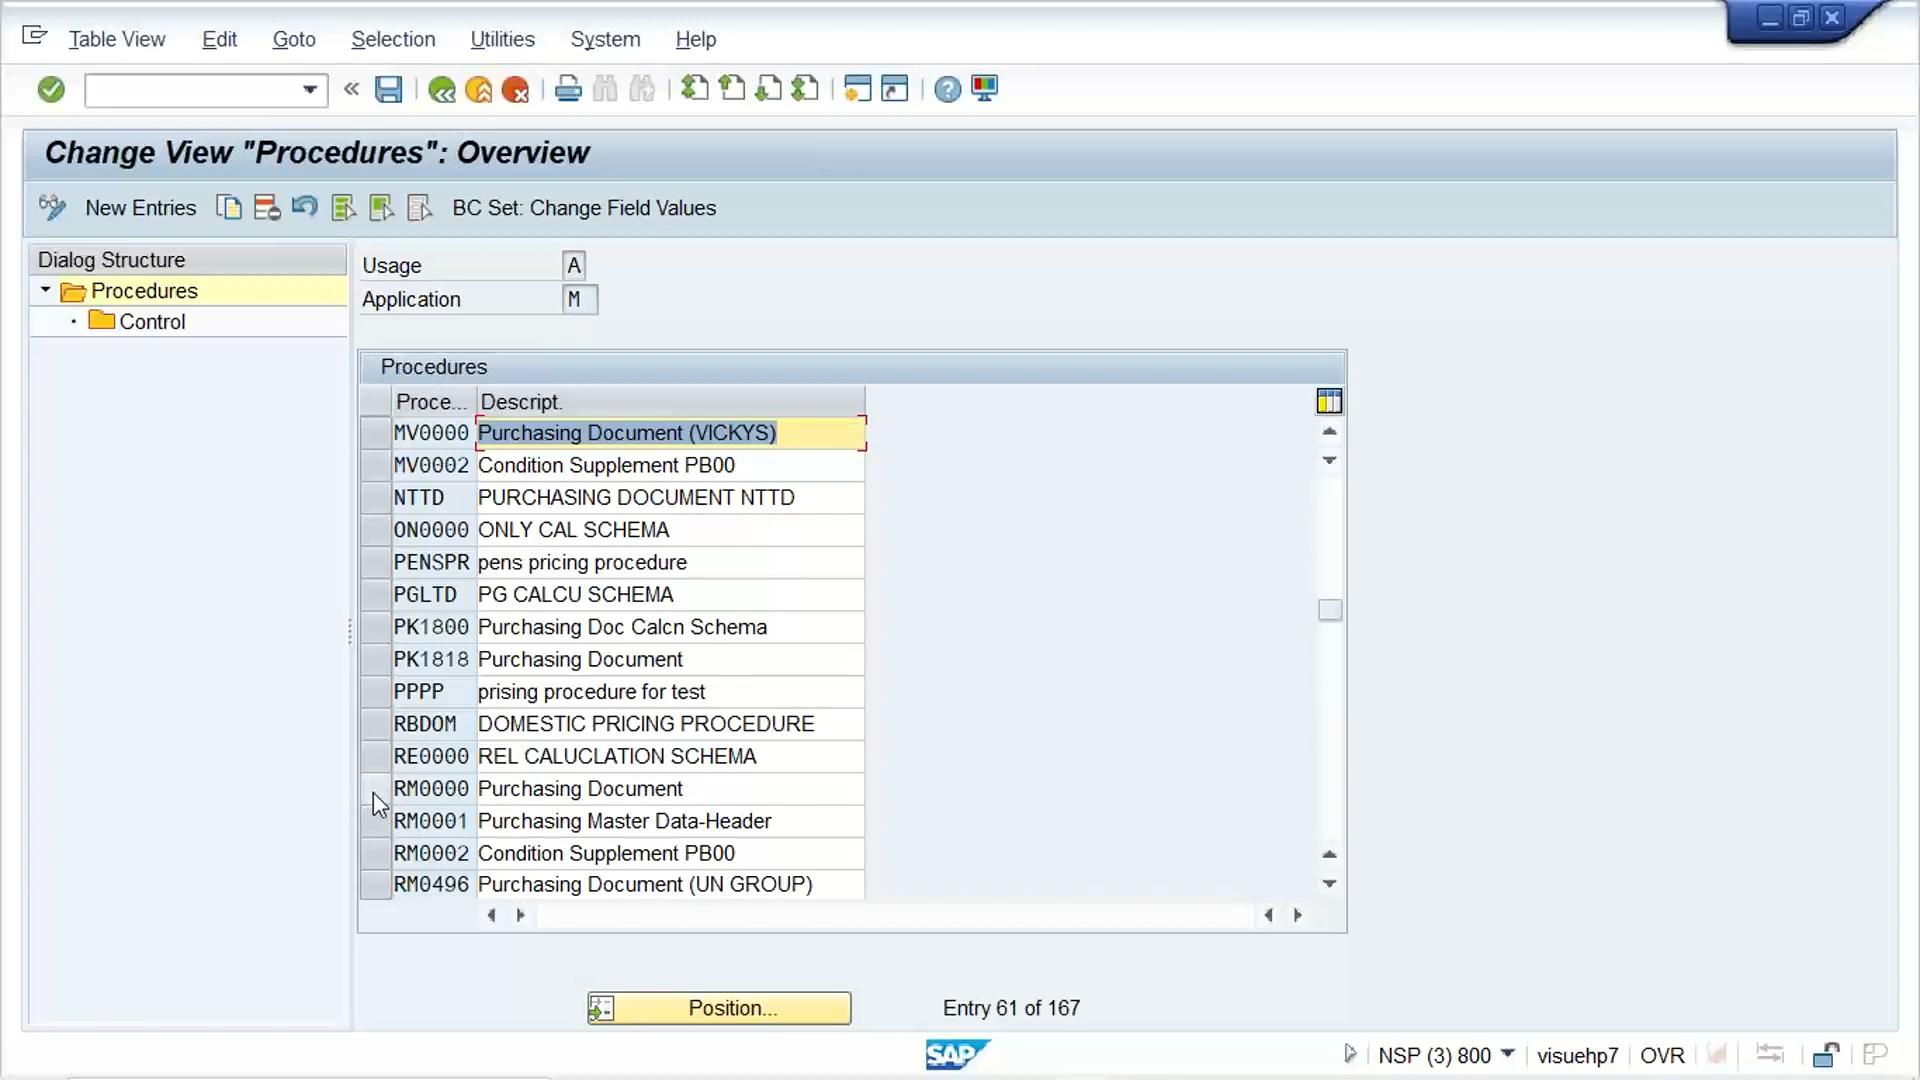 Table View Edit Goto Selection Utilities System Help
Change View "Procedures": Overview
New Entries BC Set: Change Field Values
Dialog Structure
Procedures
Control
Usage A
Application M
Procedures
Proce... Descript.
MV0000 Purchasing Document (VICKYS)
MV0002 Condition Supplement PB00
NTTD PURCHASING DOCUMENT NTTD
ON0000 ONLY CAL SCHEMA
PENSPR pens pricing procedure
PGLTD PG CALCU SCHEMA
PK1800 Purchasing Doc Calcn Schema
PK1818 Purchasing Document
PPPP prising procedure for test
RBDOM DOMESTIC PRICING PROCEDURE
RE0000 REL CALUCLATION SCHEMA
RM0000 Purchasing Document
RM0001 Purchasing Master Data-Header
RM0002 Condition Supplement PB00
RM0496 Purchasing Document (UN GROUP)
Position... Entry 61 of 167
SAP NSP (3) 800 visuehp7 OVR